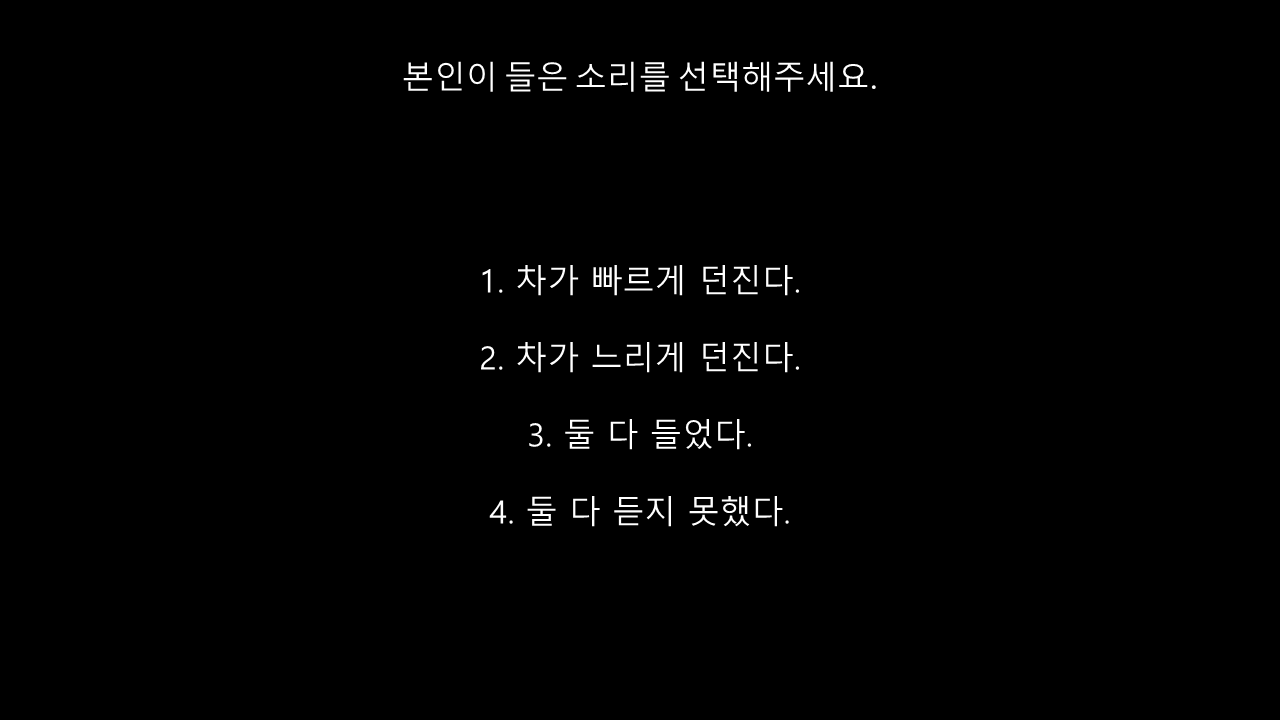 본인이 들은 소리를 선택해주세요.
1. 차가 빠르게 던진다.
2. 차가 느리게 던진다.
3. 둘 다 들었다.
4. 둘 다 듣지 못했다.